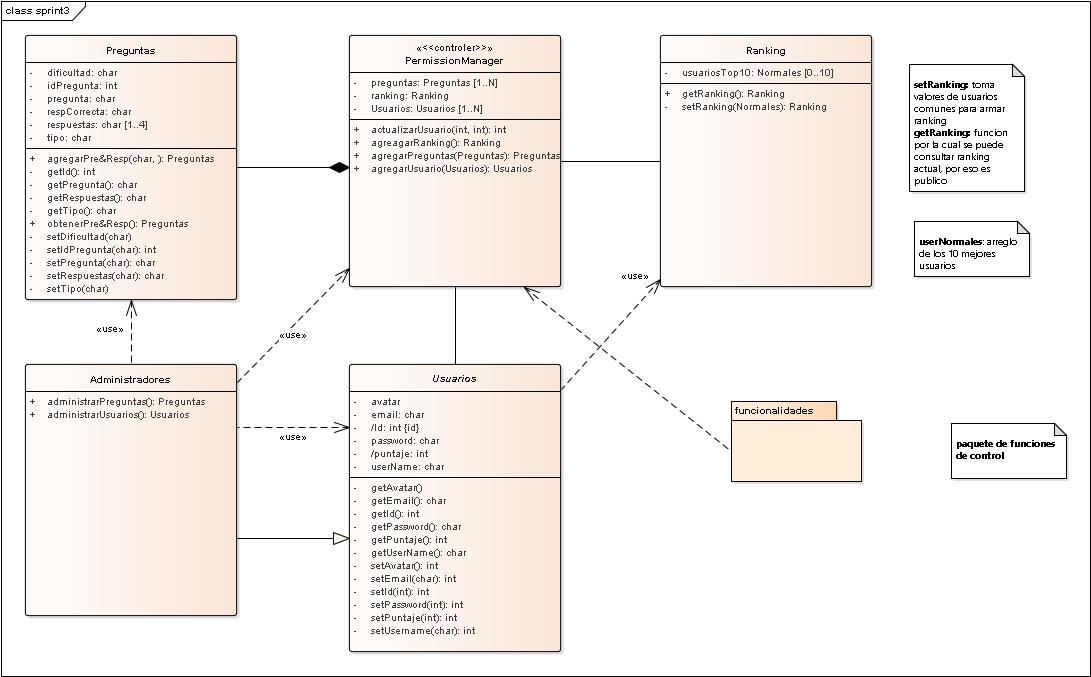 class sprint3
Preguntas
- dificultad: char
- idPregunta: int
- pregunta: char
- respCorrecta: char
- respuestas: char [1..4]
- tipo: char
+ agregarPre&Resp(char, ): Preguntas
- getId(): int
- getPregunta(): char
- getRespuestas(): char
- getTipo(): char
+ obtenerPre&Resp(): Preguntas
- setDificultad(char)
- setIdPregunta(char): int
- setPregunta(char): char
- setRespuestas(char): char
- setTipo(char)
«<<controler>>»
PermissionManager
- preguntas: Preguntas [1..N]
- ranking: Ranking
- Usuarios: Usuarios [1..N]
+ actualizarUsuario(int, int): int
+ agreagarRanking(): Ranking
+ agregarPreguntas(Preguntas): Preguntas
+ agregarUsuario(Usuarios): Usuarios
Ranking
- usuariosTop10: Normales [0..10]
+ getRanking(): Ranking
- setRanking(Normales): Ranking
setRanking: toma
valores de usuarios
comunes para armar
ranking
getRanking: funcion
por la cual se puede
consultar ranking
actual, por eso es
publico
userNormales: arreglo
de los 10 mejores
usuarios
«use»
«use»
«use»
«use»
Administradores
+ administrarPreguntas(): Preguntas
+ administrarUsuarios(): Usuarios
Usuarios
- avatar
- email: char
- /Id: int {id}
- password: char
- /puntaje: int
- userName: char
- getAvatar()
- getEmail(): char
- getId(): int
- getPassword(): char
- getPuntaje(): int
- getUserName(): char
- setAvatar(): int
- setEmail(char): int
- setId(int): int
- setPassword(int): int
- setPuntaje(int): int
- setUsername(char): int
funcionalidades
paquete de funciones
de control